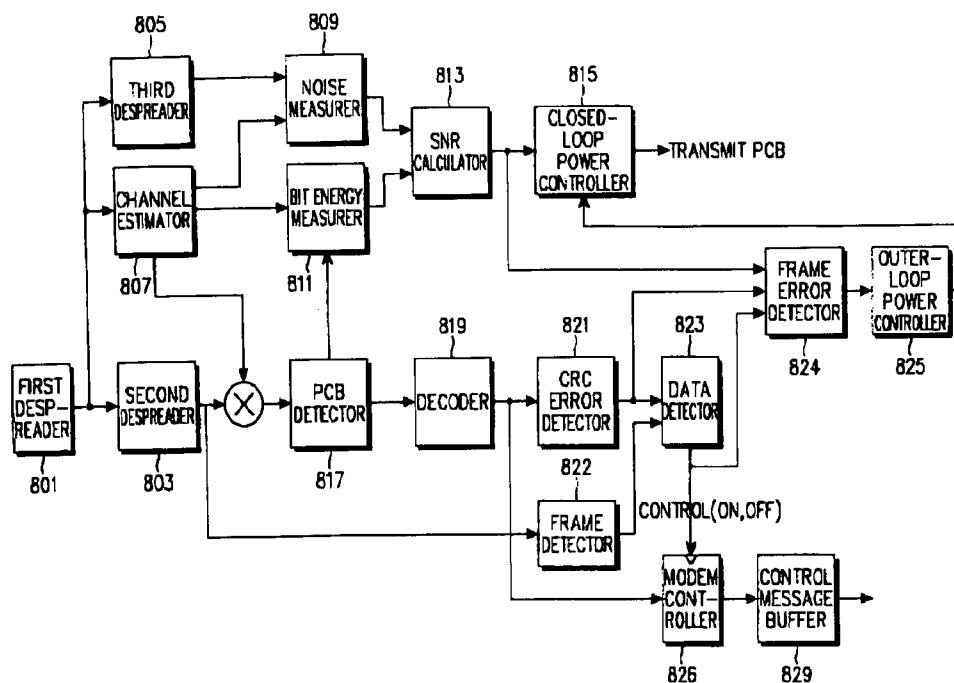 805
THIRD
DESPREADER
809
NOISE
MEASURER
813
SNR
CALCULATOR
815
CLOSED-
LOOP
POWER
CONTROLLER
TRANSMIT PCB
CHANNEL
ESTIMATOR
807
BIT ENERGY
MEASURER
811
FRAME
ERROR
DETECTOR
824
OUTER-
LOOP
POWER
CONTROLLER
825
FIRST
DESP-
READER
801
SECOND
DESPREADER
803
PCB
DETECTOR
817
819
DECODER
821
CRC
ERROR
DETECTOR
823
DATA
DETECTOR
822
FRAME
DETECTOR
CONTROL(ON,OFF)
MODEM
CONT-
ROLLER
826
CONTROL
MESSAGE
BUFFER
829